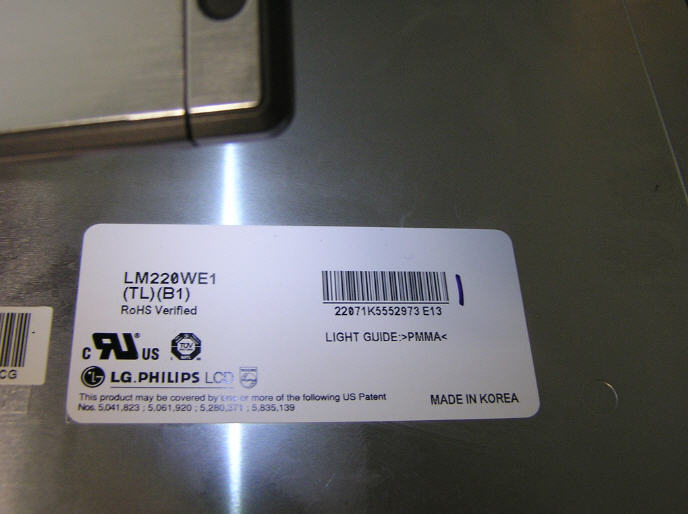 LM220WE1
(TL)(B1)
RoHS Verified
22071K5552973 E13
LIGHT GUIDE:>PMMA<
c RU US TÜV
LG.PHILIPS LCD
This product may be covered by one or more of the following US Patent
Nos. 5,041,823 ; 5,061,920 ; 5,280,371 ; 5,835,139
MADE IN KOREA
CG